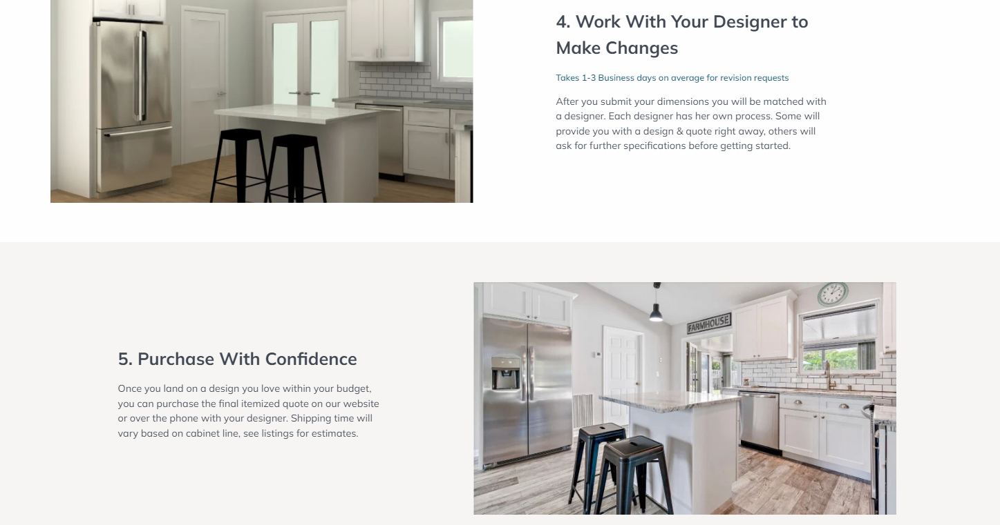 4. Work With Your Designer to
Make Changes
Takes 1-3 Business days on average for revision requests
After you submit your dimensions you will be matched with
a designer. Each designer has her own process. Some will
provide you with a design & quote right away, others will
ask for further specifications before getting started.
FARMHOUSE
5. Purchase With Confidence
Once you land on a design you love within your budget,
you can purchase the final itemized quote on our website
or over the phone with your designer. Shipping time will
vary based on cabinet line, see listings for estimates.